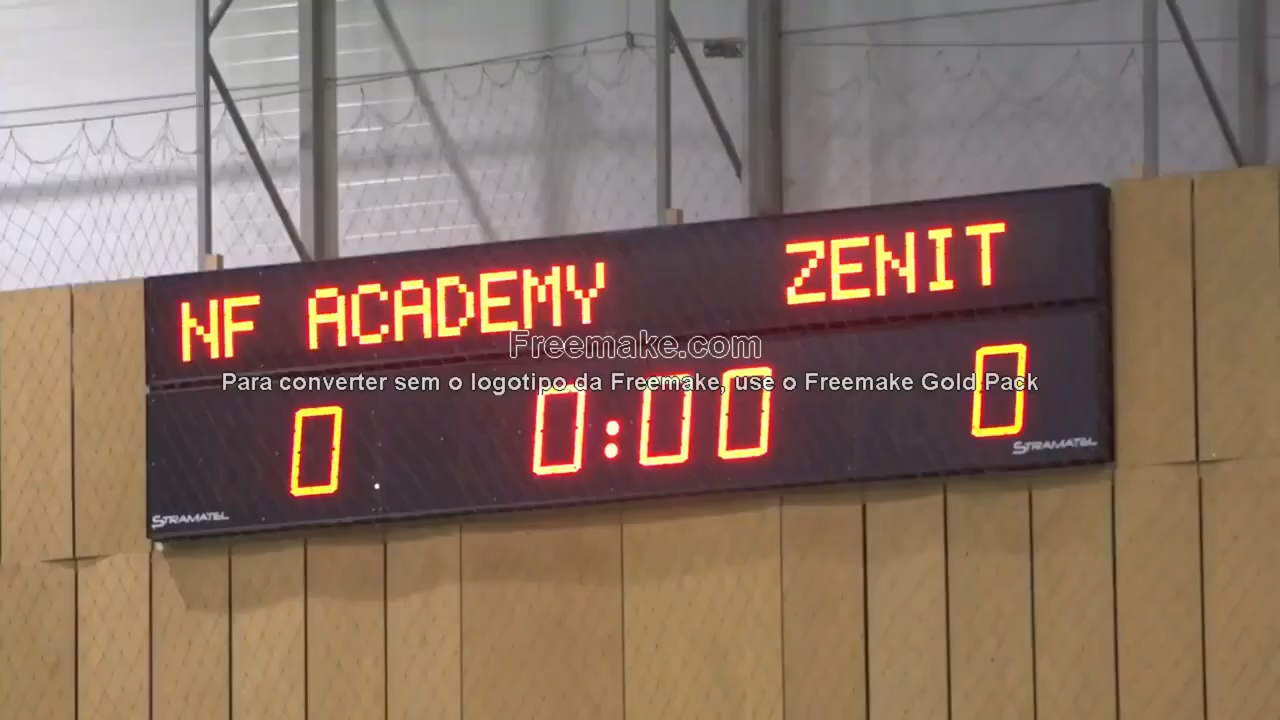 NF ACADEMY ZENIT
Freemake.com
Para converter sem o logotipo da Freemake, use o Freemake Gold Pack
0 0:00 0
STRAMATEL
STRAMATEL